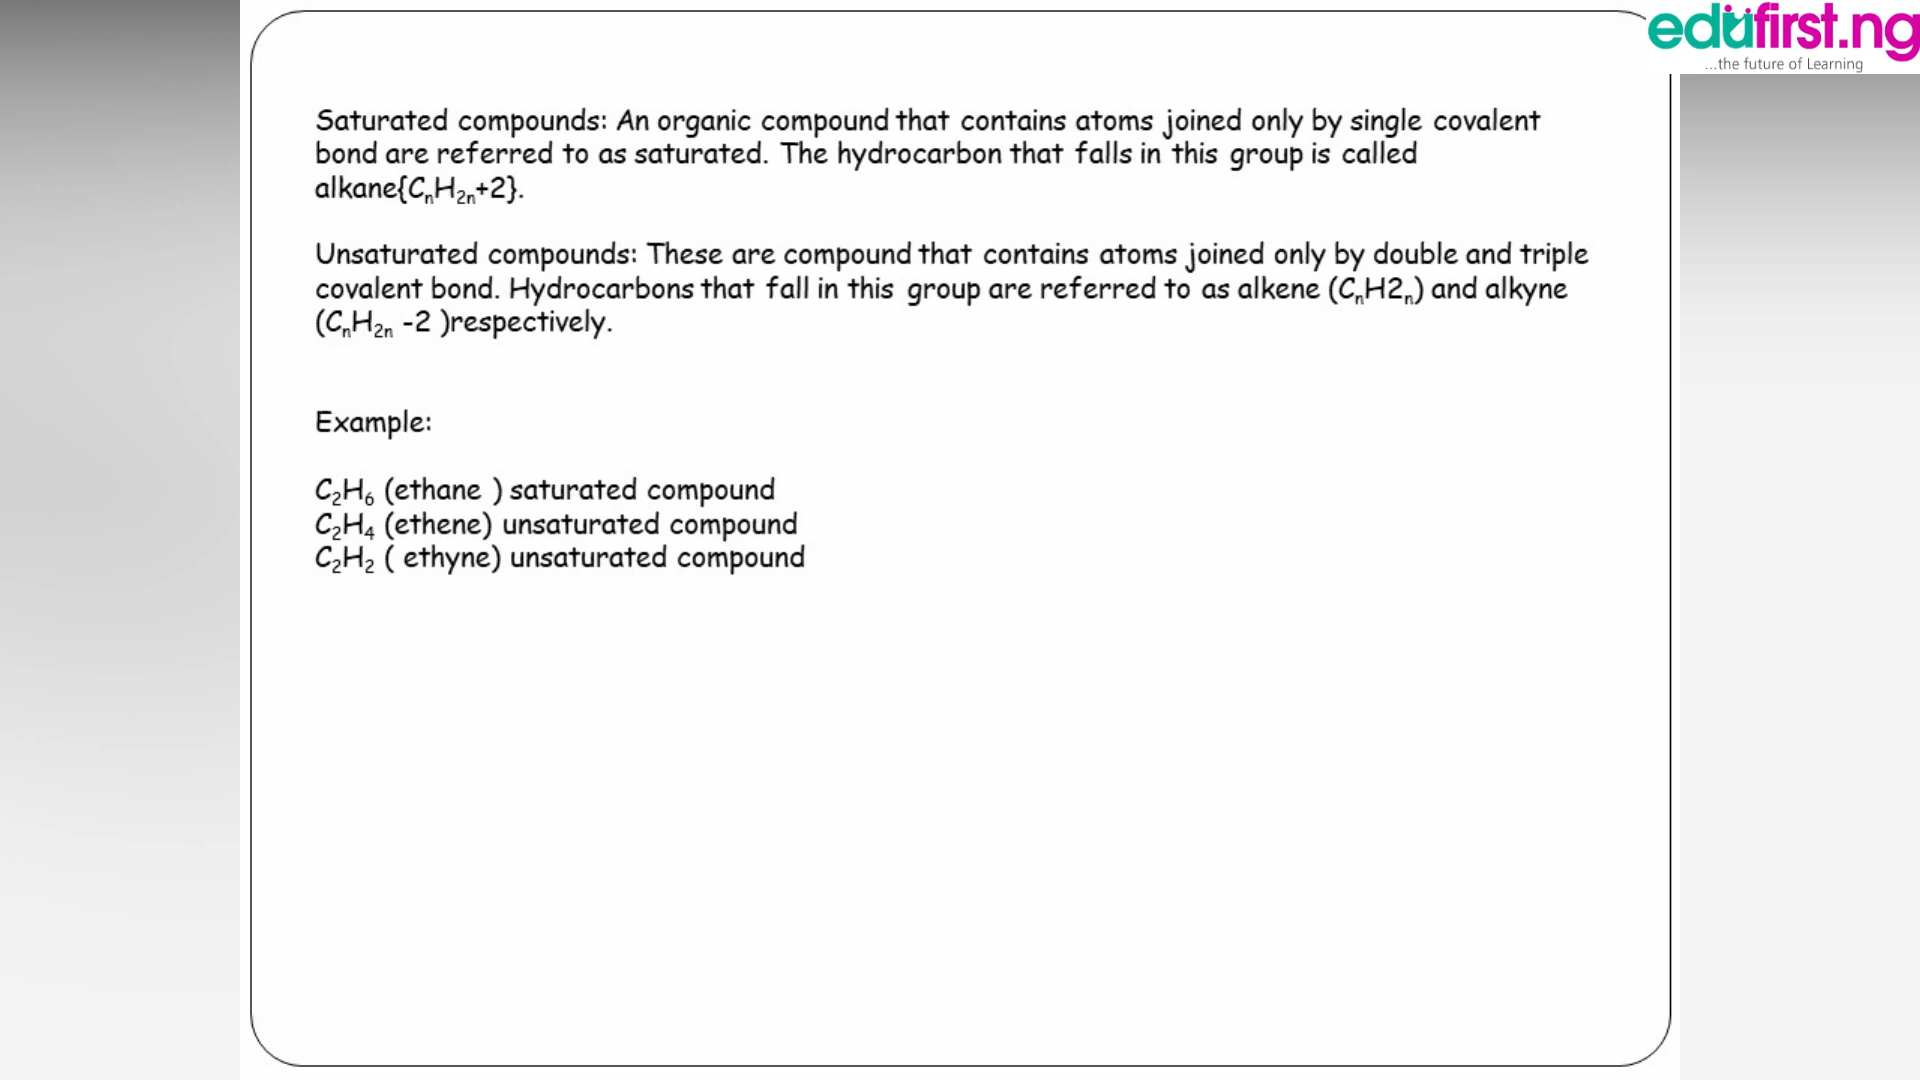 edufirst.ng
...the future of Learning
Saturated compounds: An organic compound that contains atoms joined only by single covalent
bond are referred to as saturated. The hydrocarbon that falls in this group is called
alkane{CₙH₂ₙ+2}.
Unsaturated compounds: These are compound that contains atoms joined only by double and triple
covalent bond. Hydrocarbons that fall in this group are referred to as alkene (CₙH2ₙ) and alkyne
(CₙH₂ₙ -2 )respectively.
Example:
C₂H₆ (ethane ) saturated compound
C₂H₄ (ethene) unsaturated compound
C₂H₂ ( ethyne) unsaturated compound